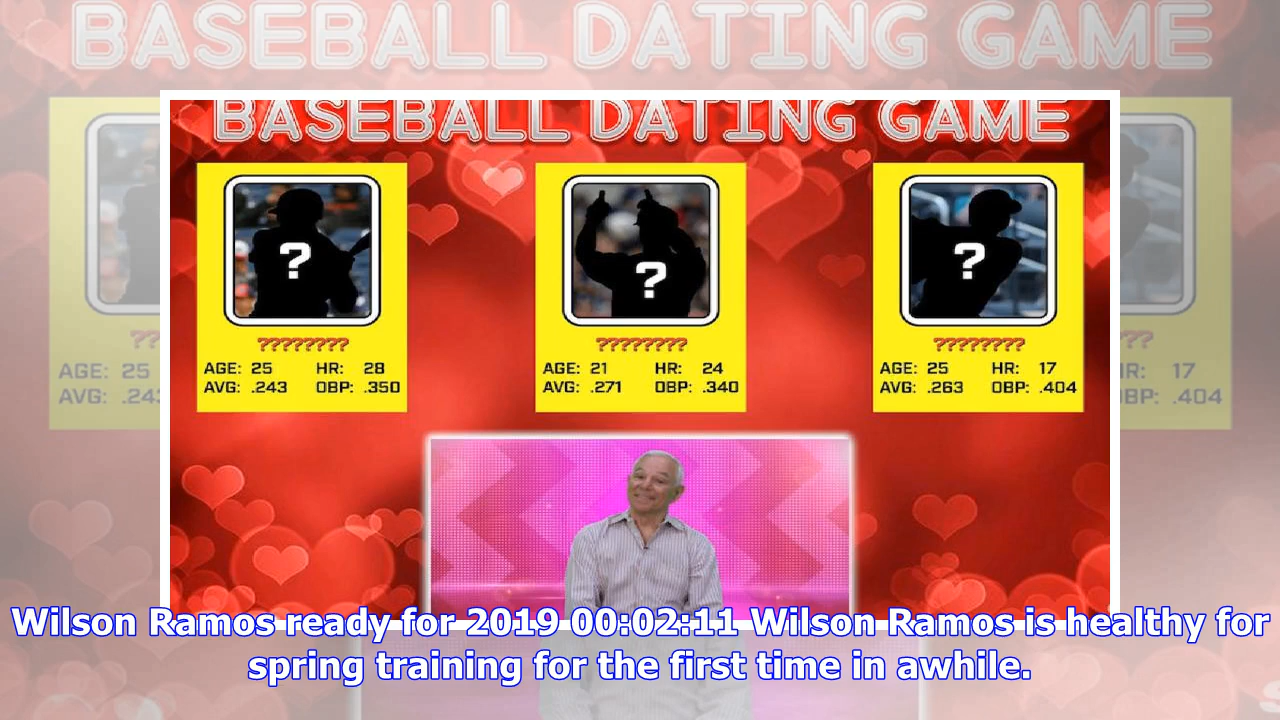 BASEBALL DATING GAME
BASEBALL DATING GAME
?
?
?
????????
????????
????????
AGE: 25 HR: 28
AVG: .243 OBP: .350
AGE: 21 HR: 24
AVG: .271 OBP: .340
AGE: 25 HR: 17
AVG: .263 OBP: .404
??
AGE: 25
AVG: .243
???
HR: 17
OBP: .404
Wilson Ramos ready for 2019 00:02:11 Wilson Ramos is healthy for
spring training for the first time in awhile.